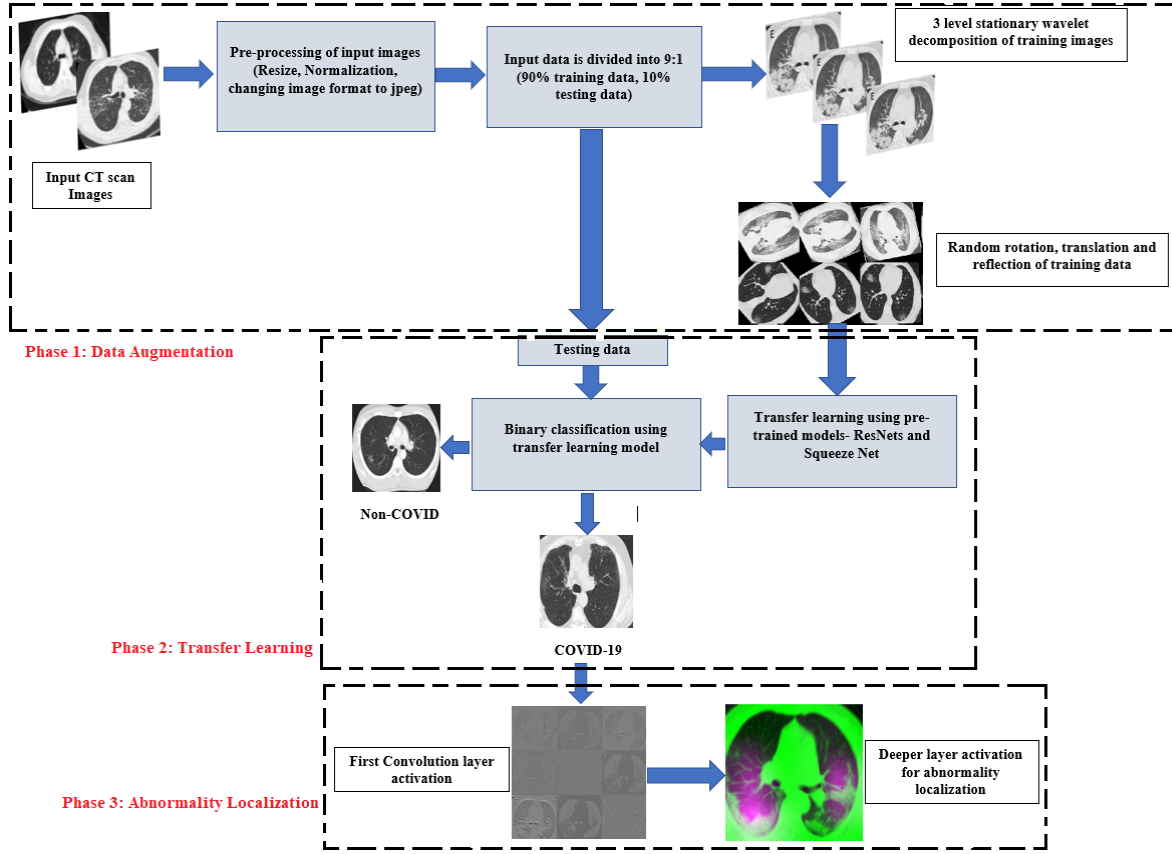 Pre-processing of input images
(Resize, Normalization,
changing image format to jpeg)
Input data is divided into 9:1
(90% training data, 10%
testing data)
E
E
E
3 level stationary wavelet
decomposition of training images
Input CT scan
Images
Random rotation, translation and
reflection of training data
Phase 1: Data Augmentation
Testing data
Binary classification using
transfer learning model
Transfer learning using pre-
trained models- ResNets and
Squeeze Net
Non-COVID
COVID-19
Phase 2: Transfer Learning
First Convolution layer
activation
Deeper layer activation
for abnormality
localization
Phase 3: Abnormality Localization